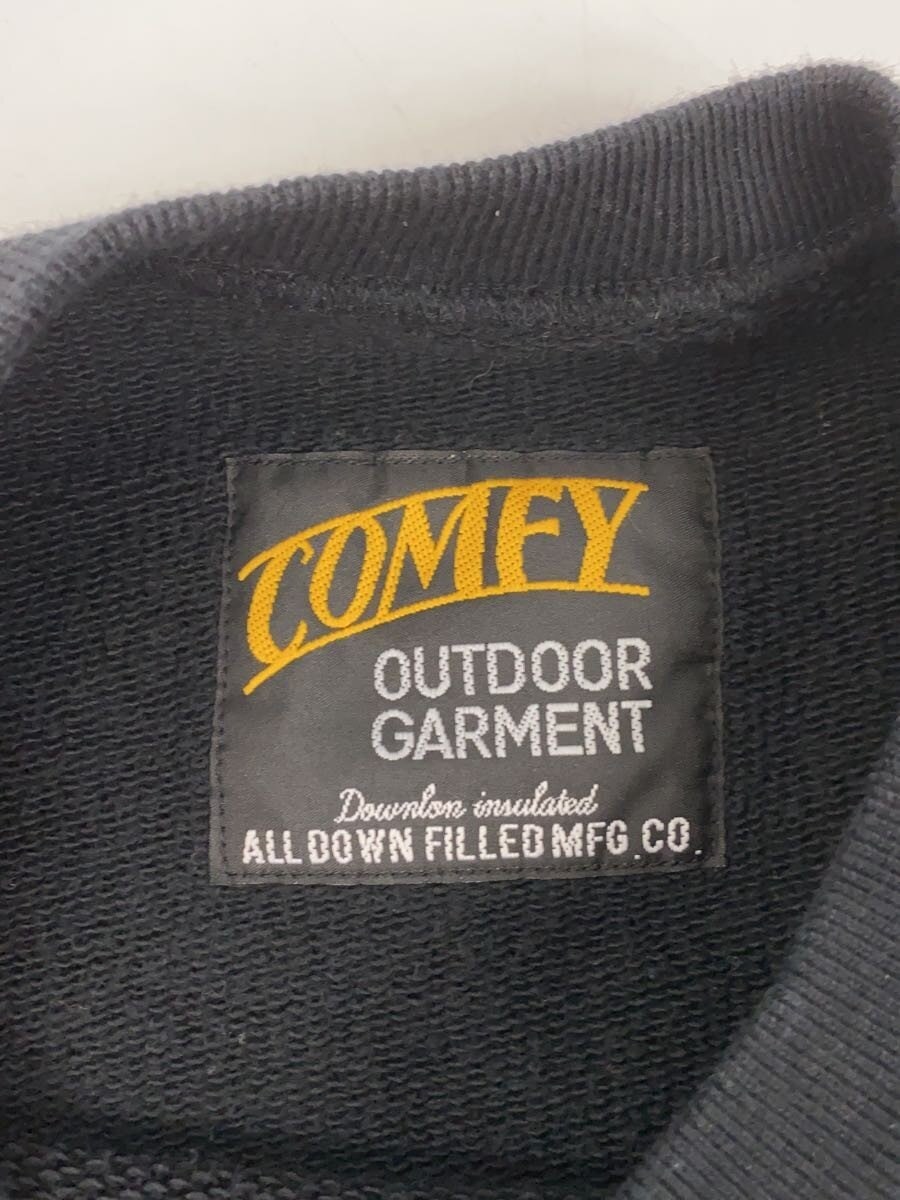 COMFY
OUTDOOR
GARMENT
Downlon insulated
ALL DOWN FILLED MFG.CO.